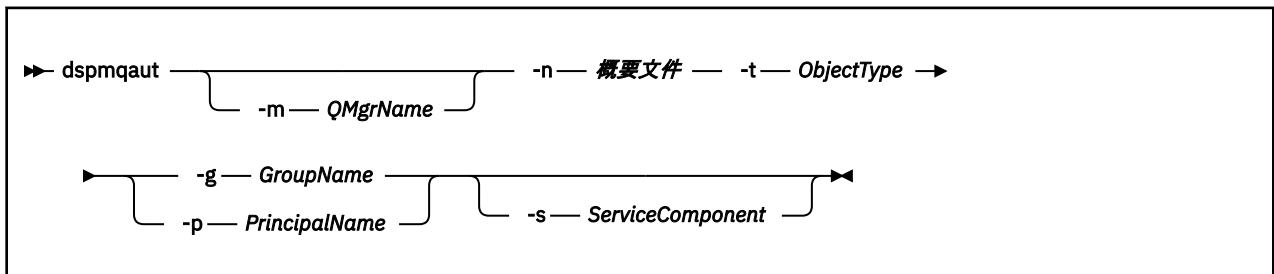 dspmqaut -n 概要文件 -t ObjectType
-m QMgrName
-g GroupName
-p PrincipalName
-s ServiceComponent